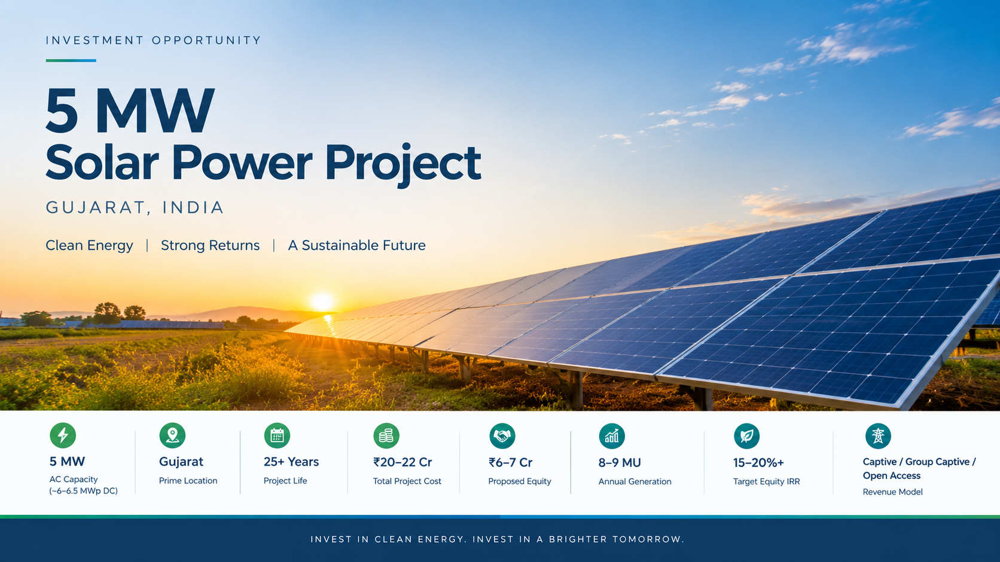 INVESTMENT OPPORTUNITY
5 MW
Solar Power Project
GUJARAT, INDIA
Clean Energy | Strong Returns | A Sustainable Future
5 MW
AC Capacity
(~6–6.5 MWp DC)
Gujarat
Prime Location
25+ Years
Project Life
₹20–22 Cr
Total Project Cost
₹6–7 Cr
Proposed Equity
8–9 MU
Annual Generation
15–20%+
Target Equity IRR
Captive / Group Captive /
Open Access
Revenue Model
INVEST IN CLEAN ENERGY. INVEST IN A BRIGHTER TOMORROW.